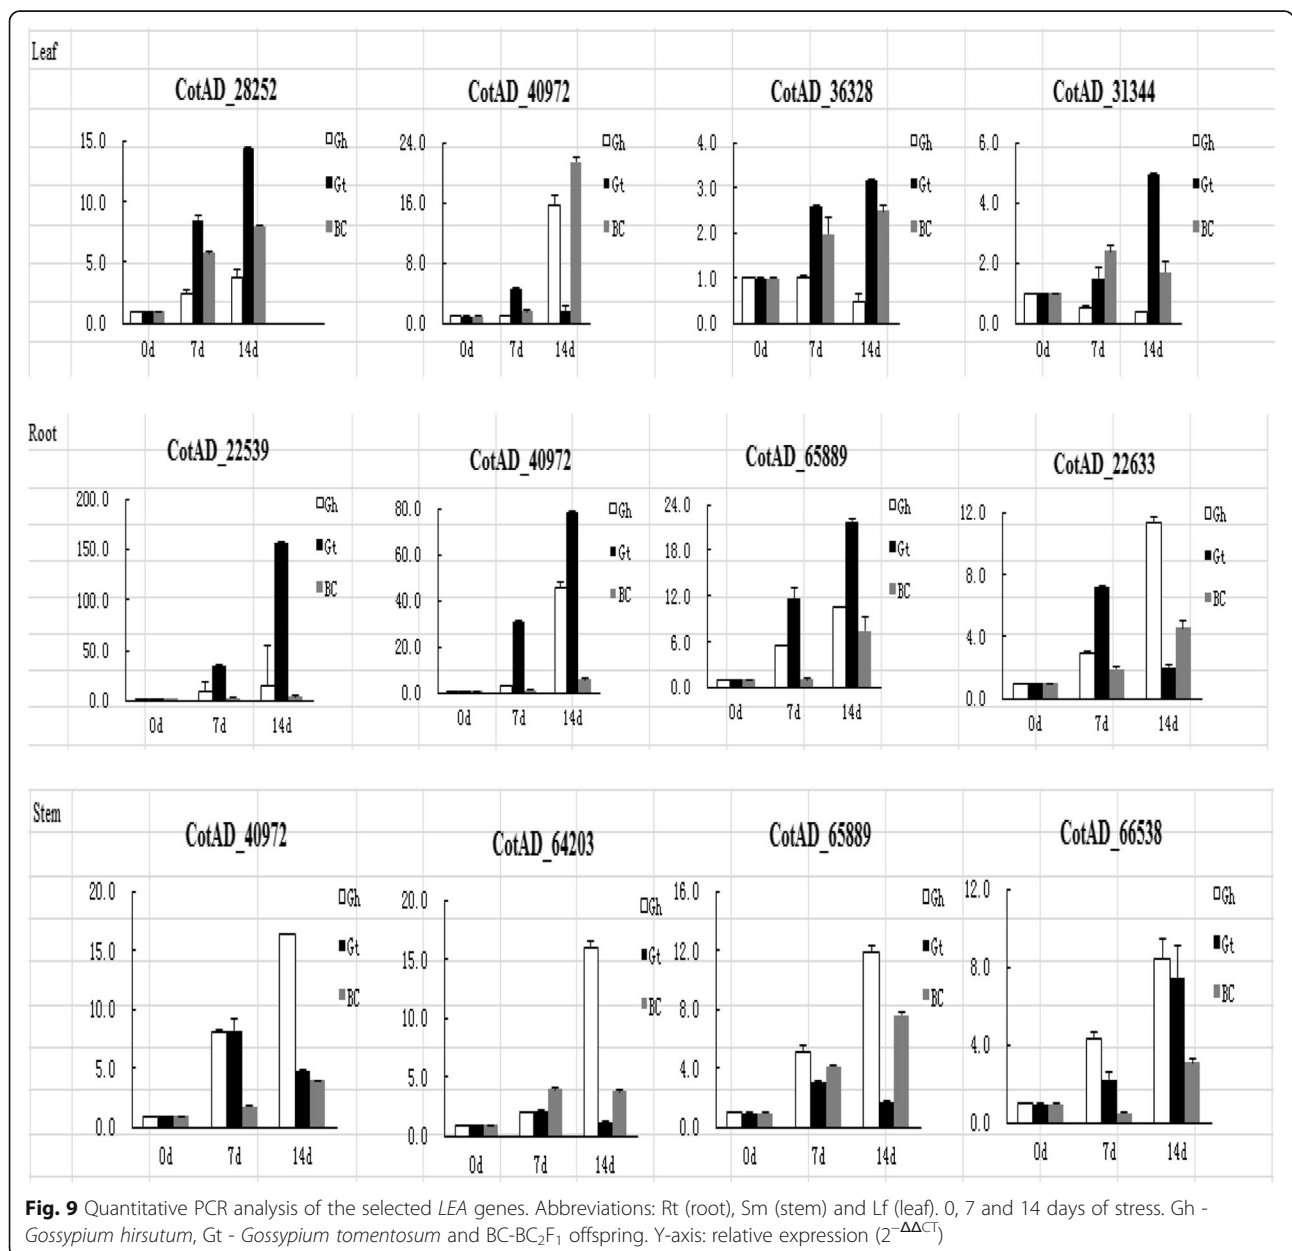 Leaf
CotAD_28252
CotAD_40972
CotAD_36328
CotAD_31344
15.0
10.0
5.0
0.0
0d 7d 14d
Gh
Gt
BC
24.0
16.0
8.0
0.0
0d 7d 14d
Gh
Gt
BC
4.0
3.0
2.0
1.0
0.0
0d 7d 14d
Gh
Gt
BC
6.0
4.0
2.0
0.0
0d 7d 14d
Gh
Gt
BC
Root
CotAD_22539
CotAD_40972
CotAD_65889
CotAD_22633
200.0
150.0
100.0
50.0
0.0
0d 7d 14d
Gh
Gt
BC
80.0
60.0
40.0
20.0
0.0
0d 7d 14d
Gh
Gt
BC
24.0
18.0
12.0
6.0
0.0
0d 7d 14d
Gh
Gt
BC
12.0
8.0
4.0
0.0
0d 7d 14d
Gh
Gt
BC
Stem
CotAD_40972
CotAD_64203
CotAD_65889
CotAD_66538
20.0
15.0
10.0
5.0
0.0
0d 7d 14d
Gh
Gt
BC
20.0
15.0
10.0
5.0
0.0
0d 7d 14d
Gh
Gt
BC
16.0
12.0
8.0
4.0
0.0
0d 7d 14d
Gh
Gt
BC
12.0
8.0
4.0
0.0
0d 7d 14d
Gh
Gt
BC
Fig. 9 Quantitative PCR analysis of the selected LEA genes. Abbreviations: Rt (root), Sm (stem) and Lf (leaf). 0, 7 and 14 days of stress. Gh -
Gossypium hirsutum, Gt - Gossypium tomentosum and BC-BC₂F₁ offspring. Y-axis: relative expression (2⁻ΔΔCT)